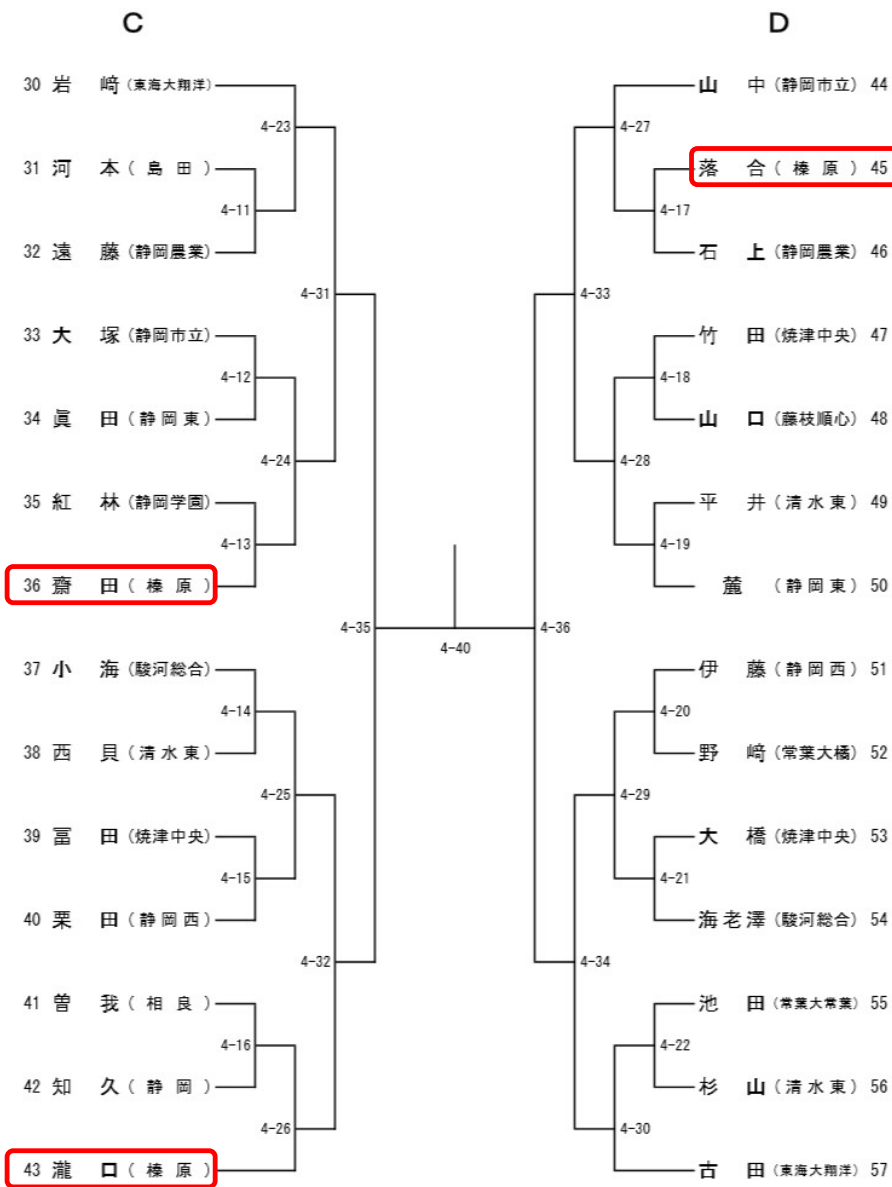 C
30 岩 﨑 (東海大翔洋)
4-23
31 河 本 ( 島 田 )
4-11
32 遠 藤 (静岡農業)
4-31
33 大 塚 (静岡市立)
4-12
34 眞 田 ( 静 岡 東 )
4-24
35 紅 林 (静岡学園)
4-13
36 齋 田 ( 榛 原 )
4-35
37 小 海 (駿河総合)
4-14
38 西 貝 ( 清 水 東 )
4-25
39 冨 田 (焼津中央)
4-15
40 栗 田 ( 静 岡 西 )
4-32
41 曽 我 ( 相 良 )
4-16
42 知 久 ( 静 岡 )
4-26
43 瀧 口 ( 榛 原 )
4-40
D
山 中 (静岡市立) 44
4-27
落 合 ( 榛 原 ) 45
4-17
石 上 (静岡農業) 46
4-33
竹 田 (焼津中央) 47
4-18
山 口 (藤枝順心) 48
4-28
平 井 ( 清 水 東 ) 49
4-19
麓 ( 静 岡 東 ) 50
4-36
伊 藤 ( 静 岡 西 ) 51
4-20
野 﨑 (常葉大橘) 52
4-29
大 橋 (焼津中央) 53
4-21
海老澤 (駿河総合) 54
4-34
池 田 (常葉大常葉) 55
4-22
杉 山 ( 清 水 東 ) 56
4-30
古 田 (東海大翔洋) 57